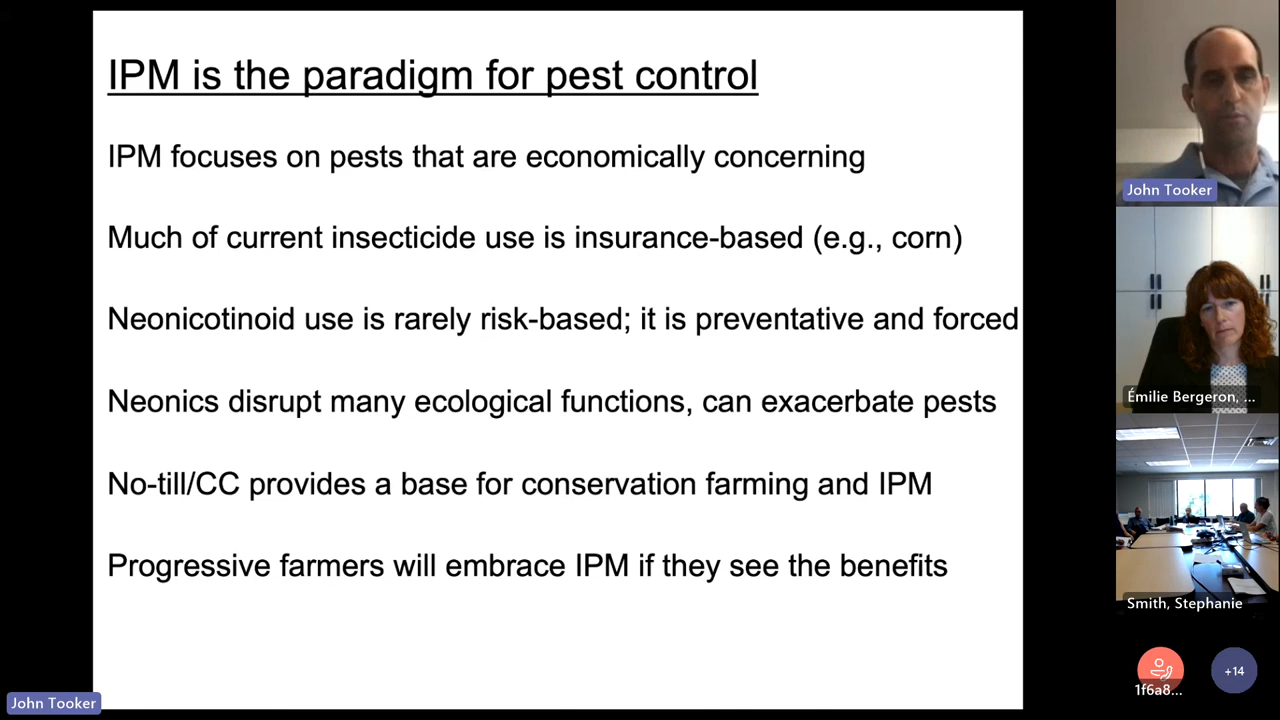 IPM is the paradigm for pest control
IPM focuses on pests that are economically concerning
Much of current insecticide use is insurance-based (e.g., corn)
Neonicotinoid use is rarely risk-based; it is preventative and forced
Neonics disrupt many ecological functions, can exacerbate pests
No-till/CC provides a base for conservation farming and IPM
Progressive farmers will embrace IPM if they see the benefits
John Tooker
John Tooker
Émilie Bergeron, ...
Smith, Stephanie
1f6a8...
+14